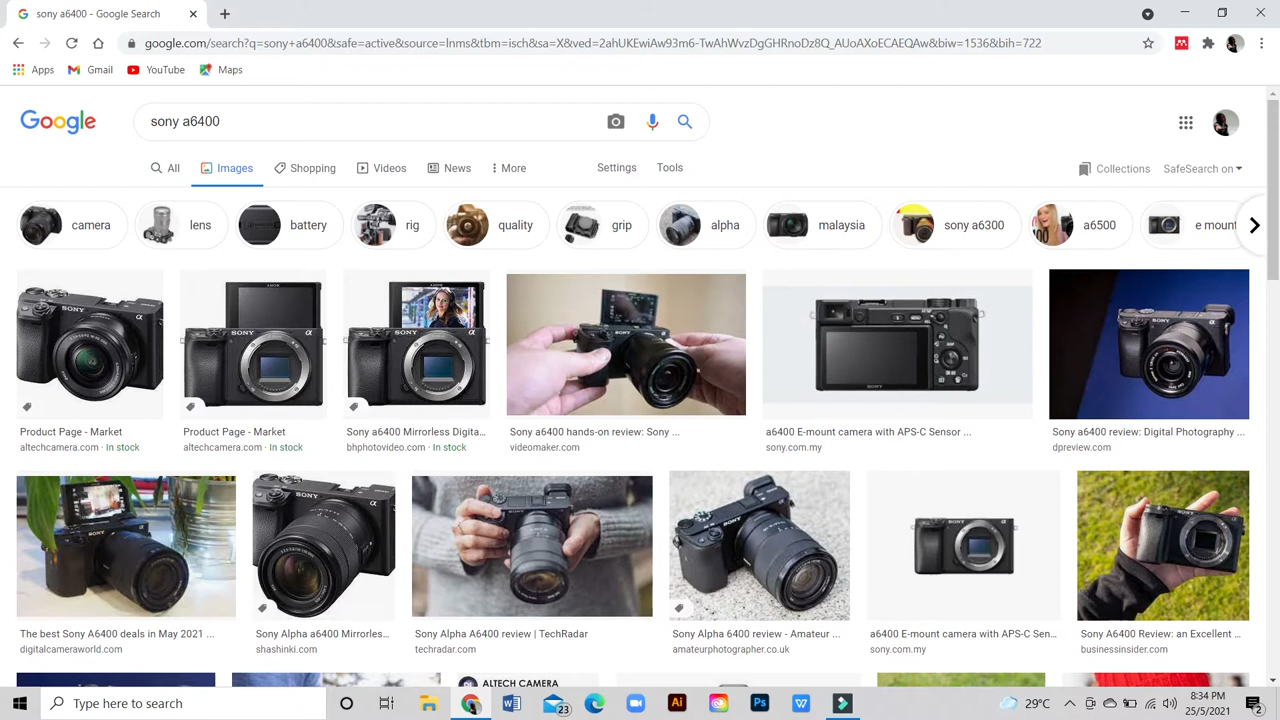 sony a6400 - Google Search
google.com/search?q=sony+a6400&safe=active&source=lnms&tbm=isch&sa=X&ved=2ahUKEwiAw93m6-TwAhWvzDgGHRnoDz8Q_AUoAXoECAEQAw&biw=1536&bih=722
Apps Gmail YouTube Maps
Google sony a6400
All Images Shopping Videos News More Settings Tools Collections SafeSearch on
camera lens battery rig quality grip alpha malaysia sony a6300 a6500 e mount
Product Page - Market
altechcamera.com · In stock
Product Page - Market
altechcamera.com · In stock
Sony a6400 Mirrorless Digita...
bhphotovideo.com · In stock
Sony a6400 hands-on review: Sony ...
videomaker.com
a6400 E-mount camera with APS-C Sensor ...
sony.com.my
Sony a6400 review: Digital Photography ...
dpreview.com
The best Sony A6400 deals in May 2021 ...
digitalcameraworld.com
Sony Alpha a6400 Mirrorles...
shashinki.com
Sony Alpha A6400 review | TechRadar
techradar.com
Sony Alpha 6400 review - Amateur ...
amateurphotographer.co.uk
a6400 E-mount camera with APS-C Sen...
sony.com.my
Sony A6400 Review: an Excellent ...
businessinsider.com
ALTECH CAMERA
Type here to search
23
29°C
8:34 PM
25/5/2021
2